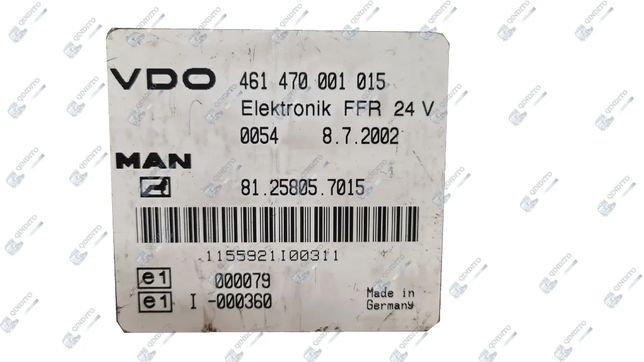 VDO 461 470 001 015
Elektronik FFR 24 V
0054 8.7.2002
MAN
81.25805.7015
1155921I00311
e1 000079
e1 I -000360
Made in
Germany
QNDITO